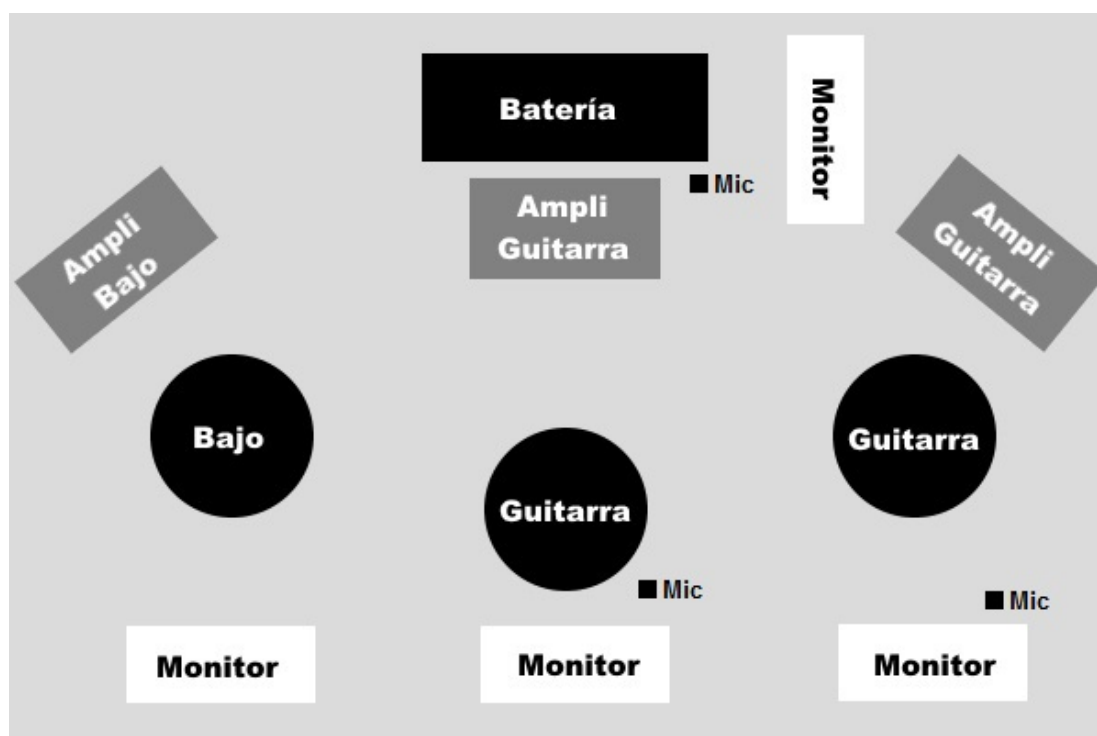 Batería
Monitor
Mic
Ampli
Guitarra
Ampli
Bajo
Ampli
Guitarra
Bajo
Guitarra
Guitarra
Mic
Mic
Monitor
Monitor
Monitor